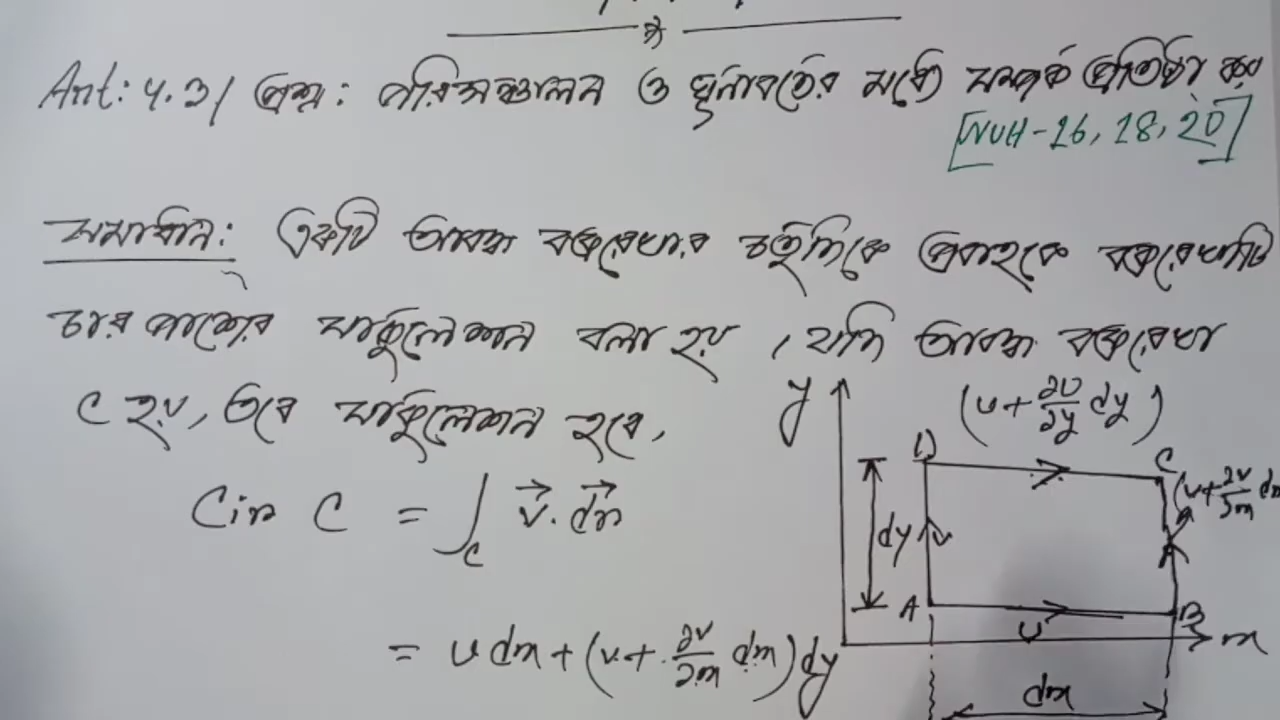 Art: 4.3/ প্রশ্ন: পরিসঞ্চালন ও ঘূর্ণাবর্তের মধ্যে সম্পর্ক প্রতিষ্ঠা কর
[NUH-16, 18, 20]
সমাধান: একটি আবদ্ধ বক্ররেখার চর্তুদিকে প্রবাহকে বক্ররেখাটি
চার পাশের সার্কুলেশন বলা হয়, যদি আবদ্ধ বক্ররেখা
C হয়, তবে সার্কুলেশন হবে,
y (u + ∂u/∂y dy)
D C (v + ∂v/∂x dx
Cir C = ∫_C v⃗. dr⃗
dy v
A B
u x
= u dx + (v + ∂v/∂x dx) dy
dx